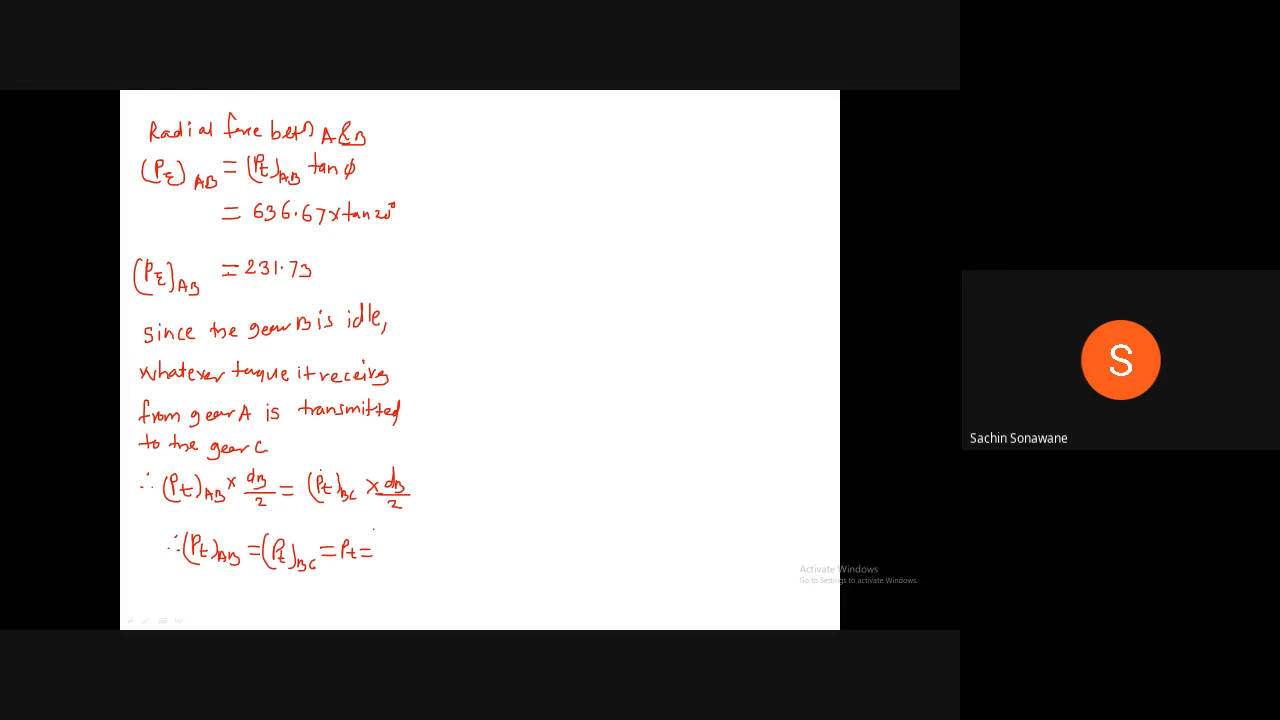 Radial force betn A & B
(Pr)AB = (Pt)AB tan φ
= 636.67 x tan 20°
(Pr)AB = 231.73
since the gear B is idle,
whatever torque it receives
from gear A is transmitted
to the gear C
∴ (Pt)AB x dB/2 = (Pt)BC x dB/2
∴ (Pt)AB = (Pt)BC = Pt =
S
Sachin Sonawane
Activate Windows
Go to Settings to activate Windows.